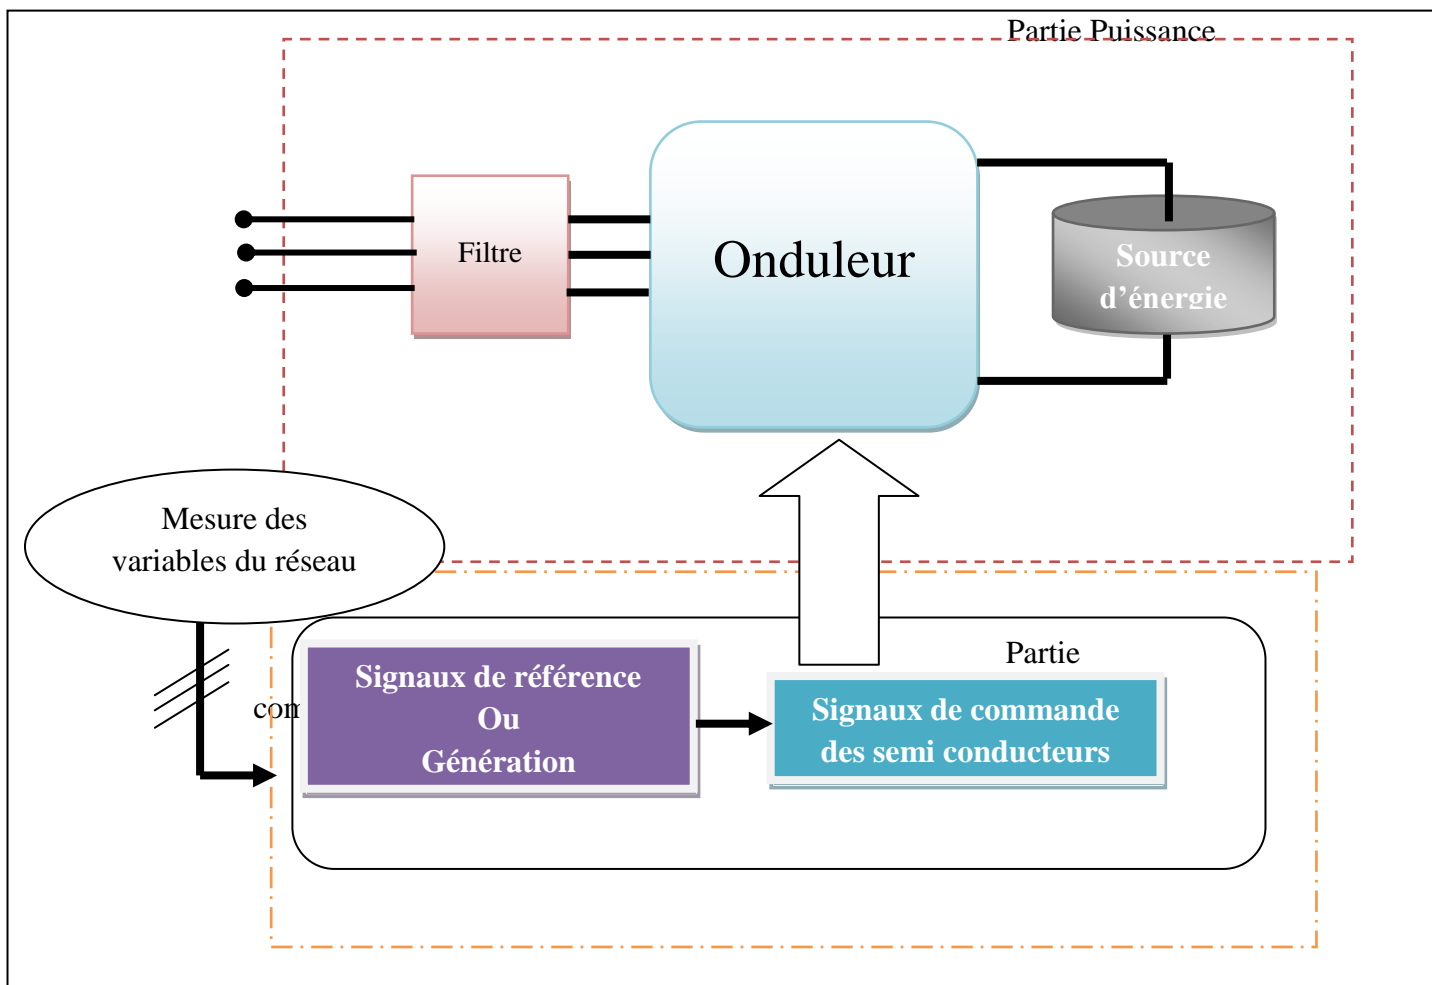 Partie Puissance
Filtre
Onduleur
Source
d’énergie
Mesure des
variables du réseau
Partie
com
Signaux de référence
Ou
Génération
Signaux de commande
des semi conducteurs